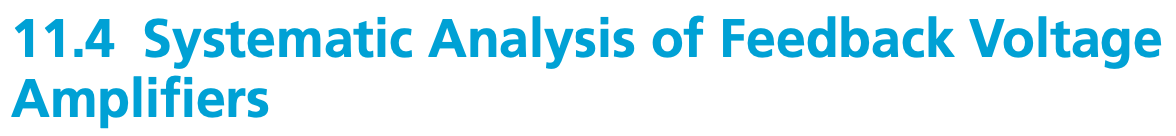 11.4 Systematic Analysis of Feedback Voltage
Amplifiers